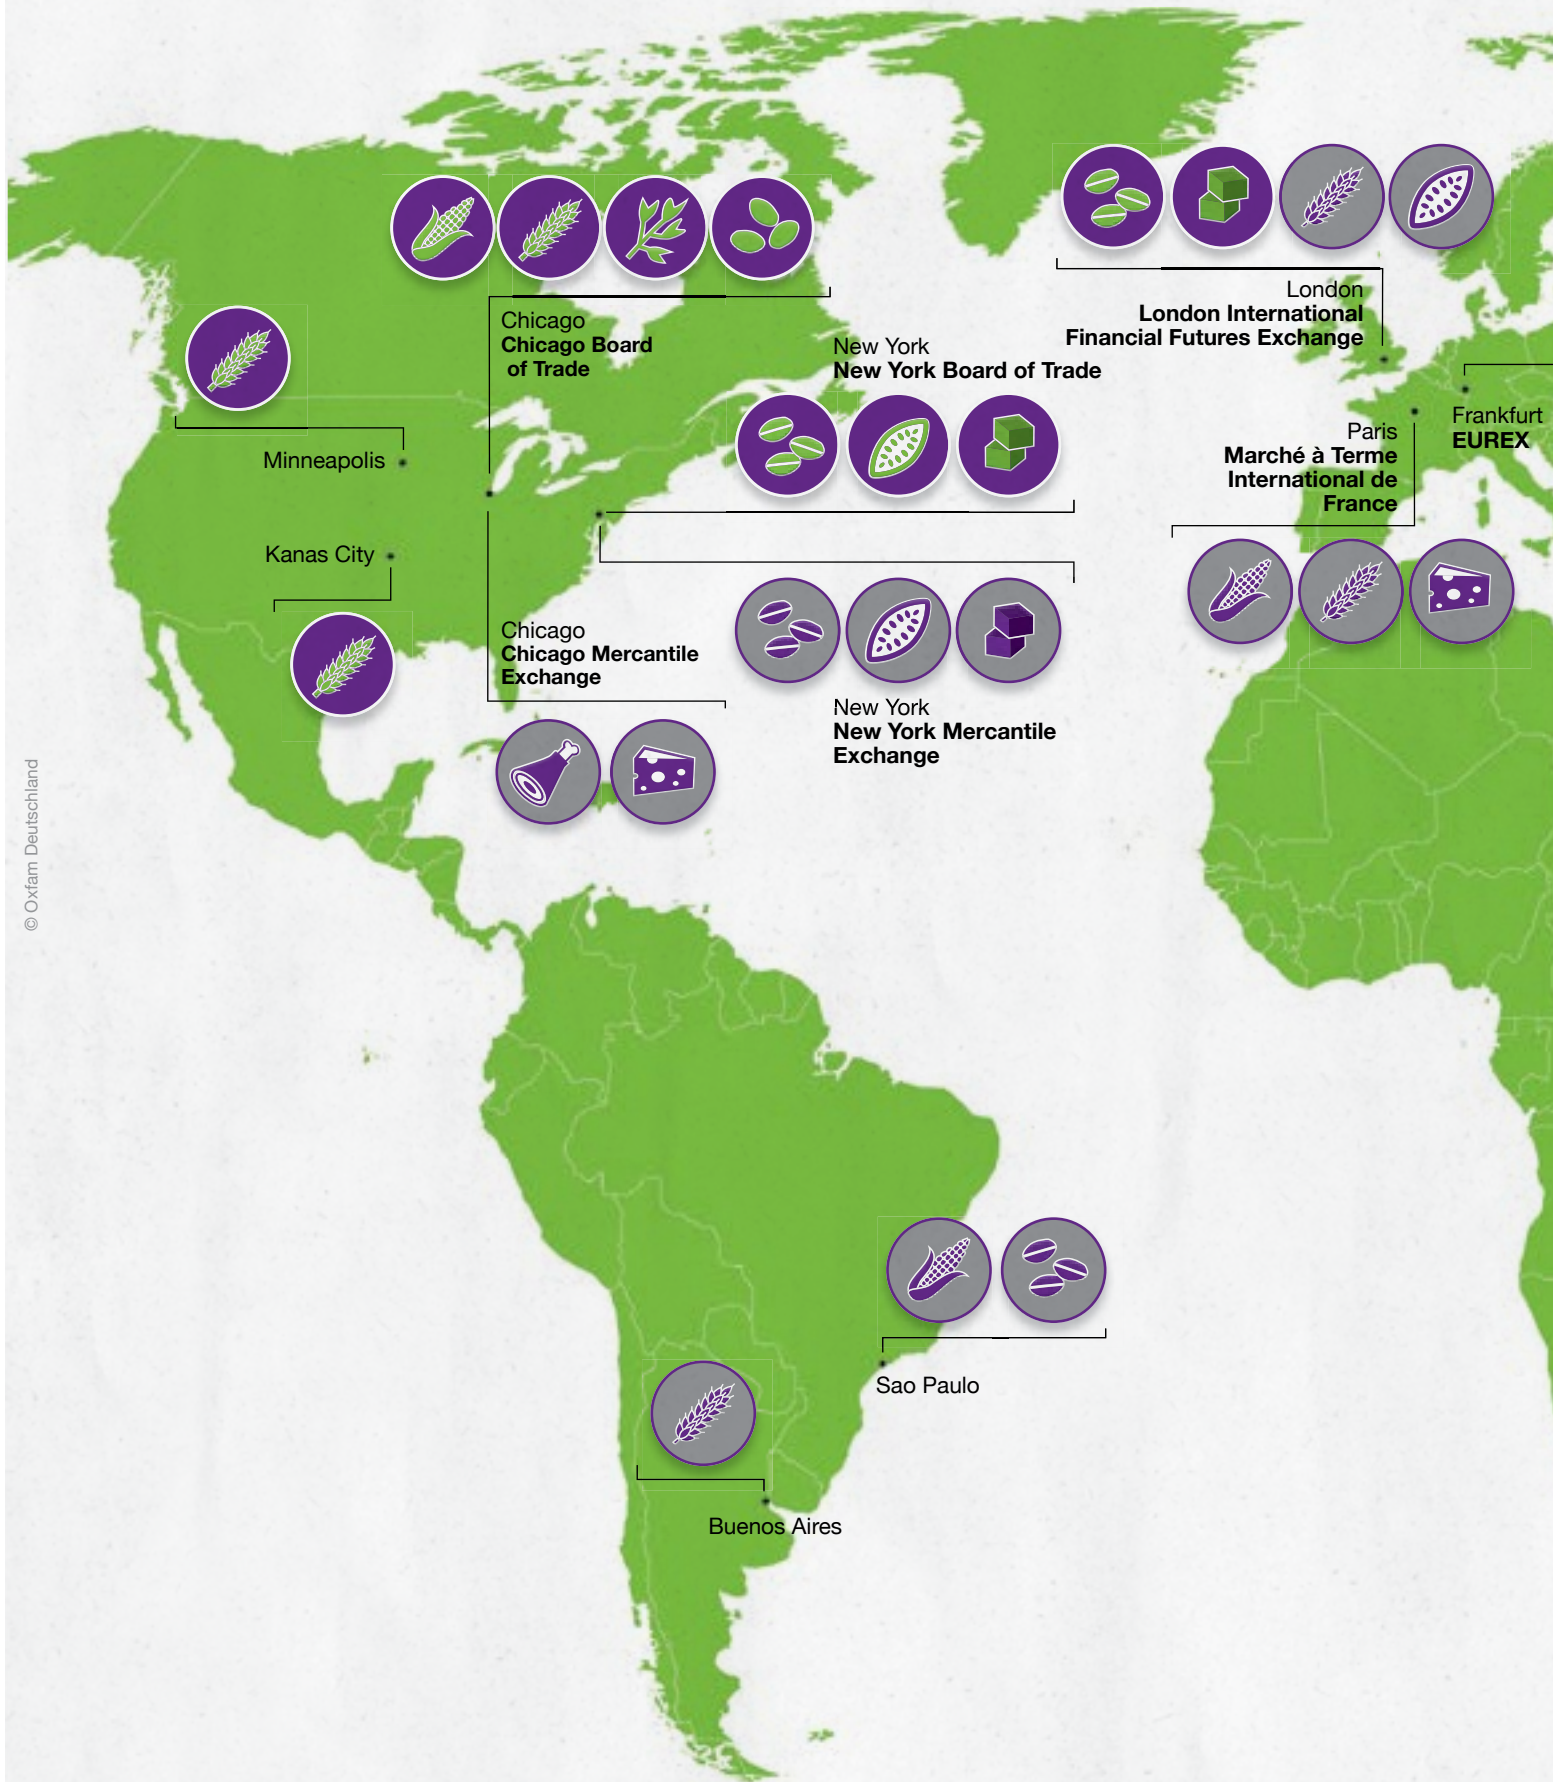 Chicago
Chicago Board
of Trade
New York
New York Board of Trade
London
London International
Financial Futures Exchange
Frankfurt
EUREX
Paris
Marché à Terme
International de
France
Minneapolis
Kanas City
Chicago
Chicago Mercantile
Exchange
New York
New York Mercantile
Exchange
© Oxfam Deutschland
Sao Paulo
Buenos Aires